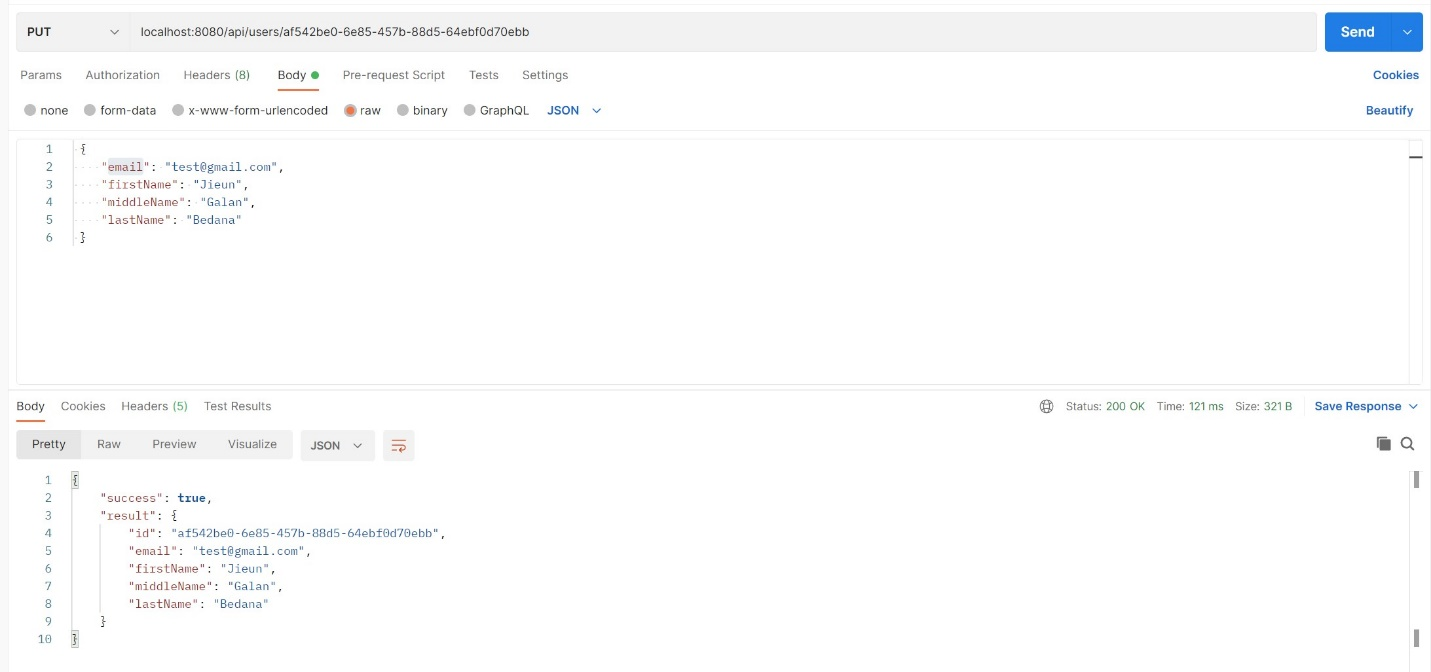 PUT localhost:8080/api/users/af542be0-6e85-457b-88d5-64ebf0d70ebb Send
Params Authorization Headers (8) Body Pre-request Script Tests Settings Cookies
none form-data x-www-form-urlencoded raw binary GraphQL JSON Beautify
1 {
2 "email": "test@gmail.com",
3 "firstName": "Jieun",
4 "middleName": "Galan",
5 "lastName": "Bedana"
6 }
Body Cookies Headers (5) Test Results Status: 200 OK Time: 121 ms Size: 321 B Save Response
Pretty Raw Preview Visualize JSON
1 {
2 "success": true,
3 "result": {
4 "id": "af542be0-6e85-457b-88d5-64ebf0d70ebb",
5 "email": "test@gmail.com",
6 "firstName": "Jieun",
7 "middleName": "Galan",
8 "lastName": "Bedana"
9 }
10 }